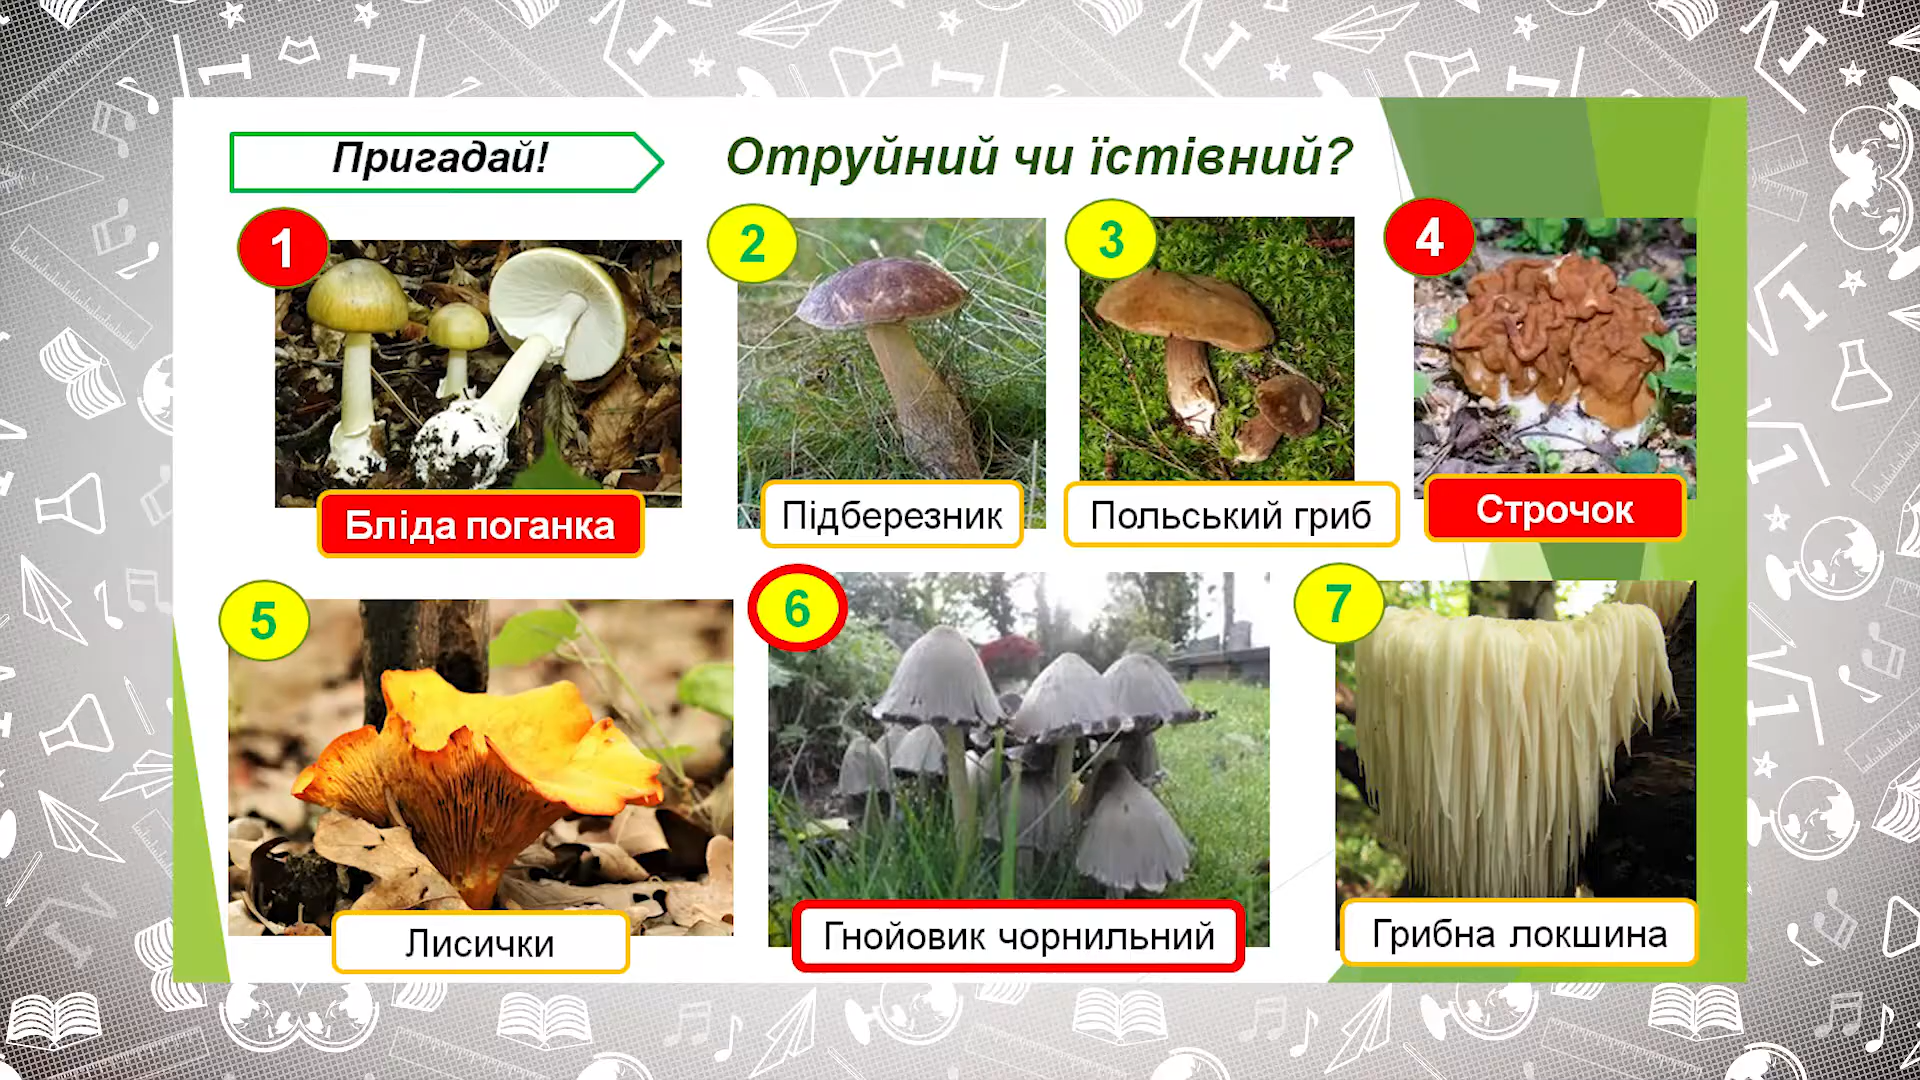 Пригадай!
Отруйний чи їстівний?
1
2
3
4
Бліда поганка
Підберезник
Польський гриб
Строчок
5
6
7
Лисички
Гнойовик чорнильний
Грибна локшина